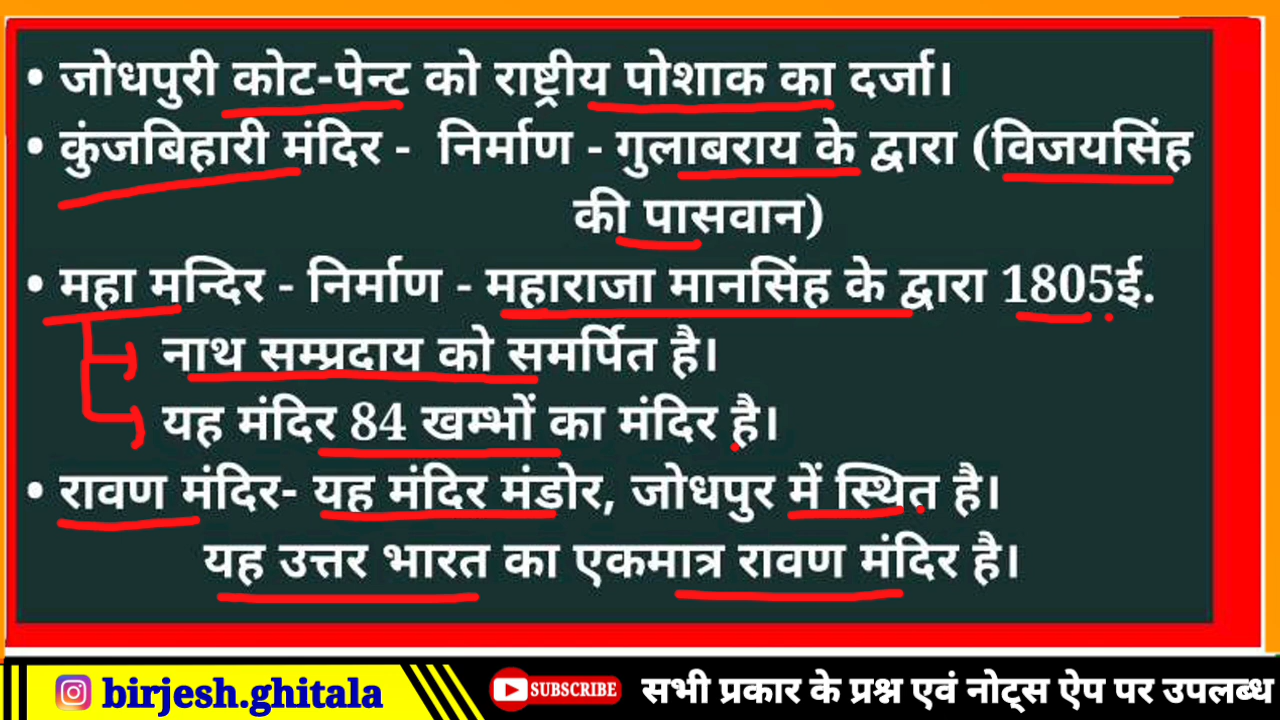 • जोधपुरी कोट-पेन्ट को राष्ट्रीय पोशाक का दर्जा।
• कुंजबिहारी मंदिर - निर्माण - गुलाबराय के द्वारा (विजयसिंह
की पासवान)
• महा मन्दिर - निर्माण - महाराजा मानसिंह के द्वारा 1805ई.
नाथ सम्प्रदाय को समर्पित है।
यह मंदिर 84 खम्भों का मंदिर है।
• रावण मंदिर- यह मंदिर मंडोर, जोधपुर में स्थित है।
यह उत्तर भारत का एकमात्र रावण मंदिर है।
birjesh.ghitala SUBSCRIBE सभी प्रकार के प्रश्न एवं नोट्स ऐप पर उपलब्ध